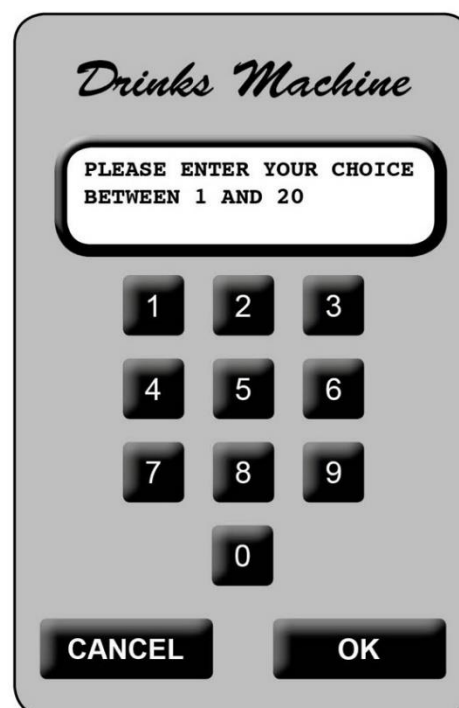 Drinks Machine
PLEASE ENTER YOUR CHOICE
BETWEEN 1 AND 20
1 2 3
4 5 6
7 8 9
0
CANCEL OK